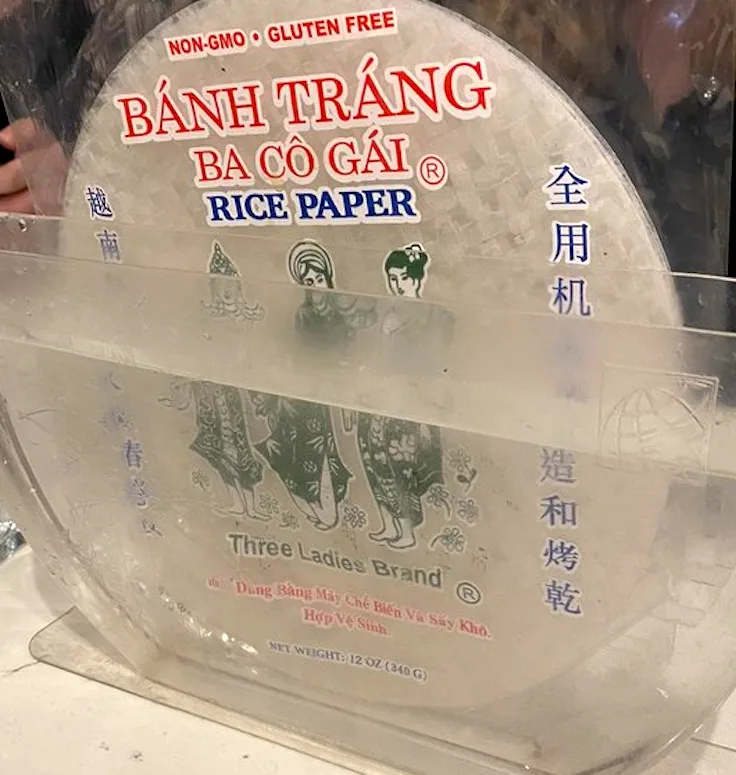 NON-GMO • GLUTEN FREE
BÁNH TRÁNG
BA CÔ GÁI ®
RICE PAPER
越南
春
全用机
造和烤乾
Three Ladies Brand ®
Dùng Bằng Máy Chế Biến Và Sấy Khô.
Hợp Vệ Sinh.
NET WEIGHT: 12 OZ (340 G)